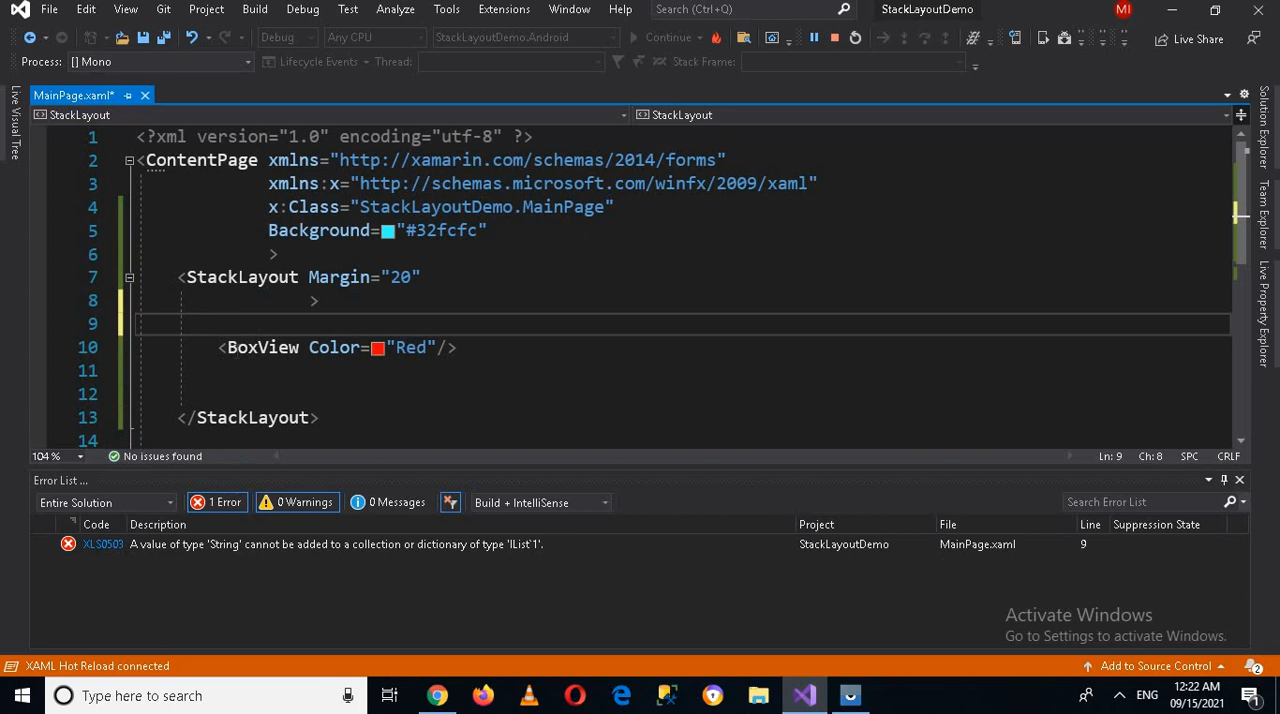 File Edit View Git Project Build Debug Test Analyze Tools Extensions Window Help Search (Ctrl+Q) StackLayoutDemo MI
Debug Any CPU StackLayoutDemo.Android Continue Live Share
Process: [] Mono Lifecycle Events Thread: Stack Frame:
MainPage.xaml*
StackLayout StackLayout
1 <?xml version="1.0" encoding="utf-8" ?>
2 <ContentPage xmlns="http://xamarin.com/schemas/2014/forms"
3 xmlns:x="http://schemas.microsoft.com/winfx/2009/xaml"
4 x:Class="StackLayoutDemo.MainPage"
5 Background="#32fcfc"
6 >
7 <StackLayout Margin="20"
8 >
9
10 <BoxView Color="Red"/>
11
12
13 </StackLayout>
14
104 % No issues found Ln: 9 Ch: 8 SPC CRLF
Live Visual Tree
Solution Explorer
Team Explorer
Live Property Explorer
Error List ...
Entire Solution 1 Error 0 Warnings 0 Messages Build + IntelliSense Search Error List
Code Description Project File Line Suppression State
XLS0503 A value of type 'String' cannot be added to a collection or dictionary of type 'IList`1'. StackLayoutDemo MainPage.xaml 9
Activate Windows
Go to Settings to activate Windows.
XAML Hot Reload connected Add to Source Control 2
Type here to search ENG 12:22 AM
09/15/2021 1